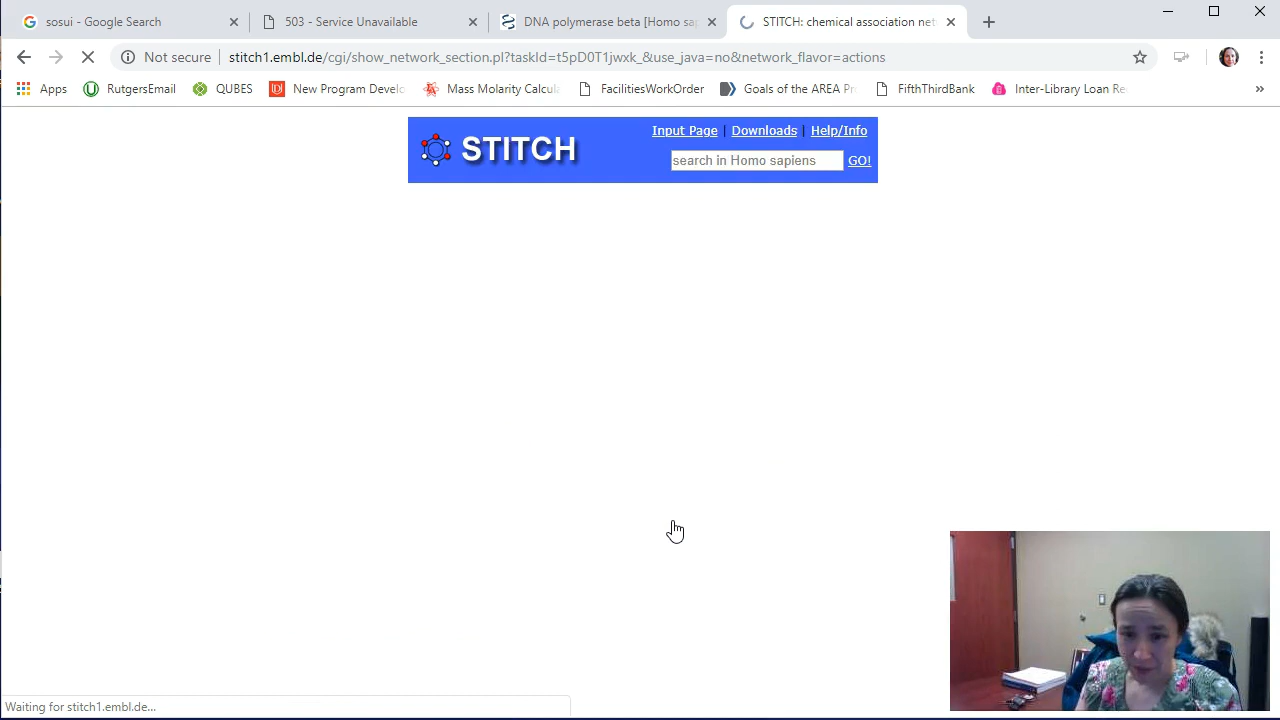 sosui - Google Search
503 - Service Unavailable
DNA polymerase beta [Homo sap
STITCH: chemical association net
Not secure
stitch1.embl.de/cgi/show_network_section.pl?taskId=t5pD0T1jwxk_&use_java=no&network_flavor=actions
Apps
RutgersEmail
QUBES
New Program Develo
Mass Molarity Calcula
FacilitiesWorkOrder
Goals of the AREA Pr
FifthThirdBank
Inter-Library Loan Re
»
STITCH
Input Page | Downloads | Help/Info
search in Homo sapiens GO!
Waiting for stitch1.embl.de...